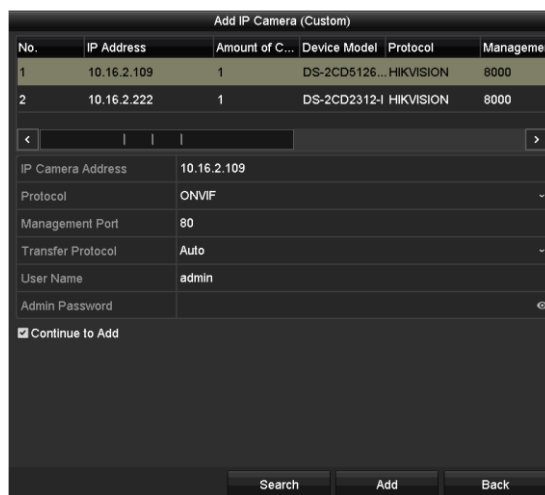 Add IP Camera (Custom)
No. IP Address Amount of C... Device Model Protocol Manageme
1 10.16.2.109 1 DS-2CD5126... HIKVISION 8000
2 10.16.2.222 1 DS-2CD2312-I HIKVISION 8000
IP Camera Address 10.16.2.109
Protocol ONVIF
Management Port 80
Transfer Protocol Auto
User Name admin
Admin Password
Continue to Add
Search Add Back